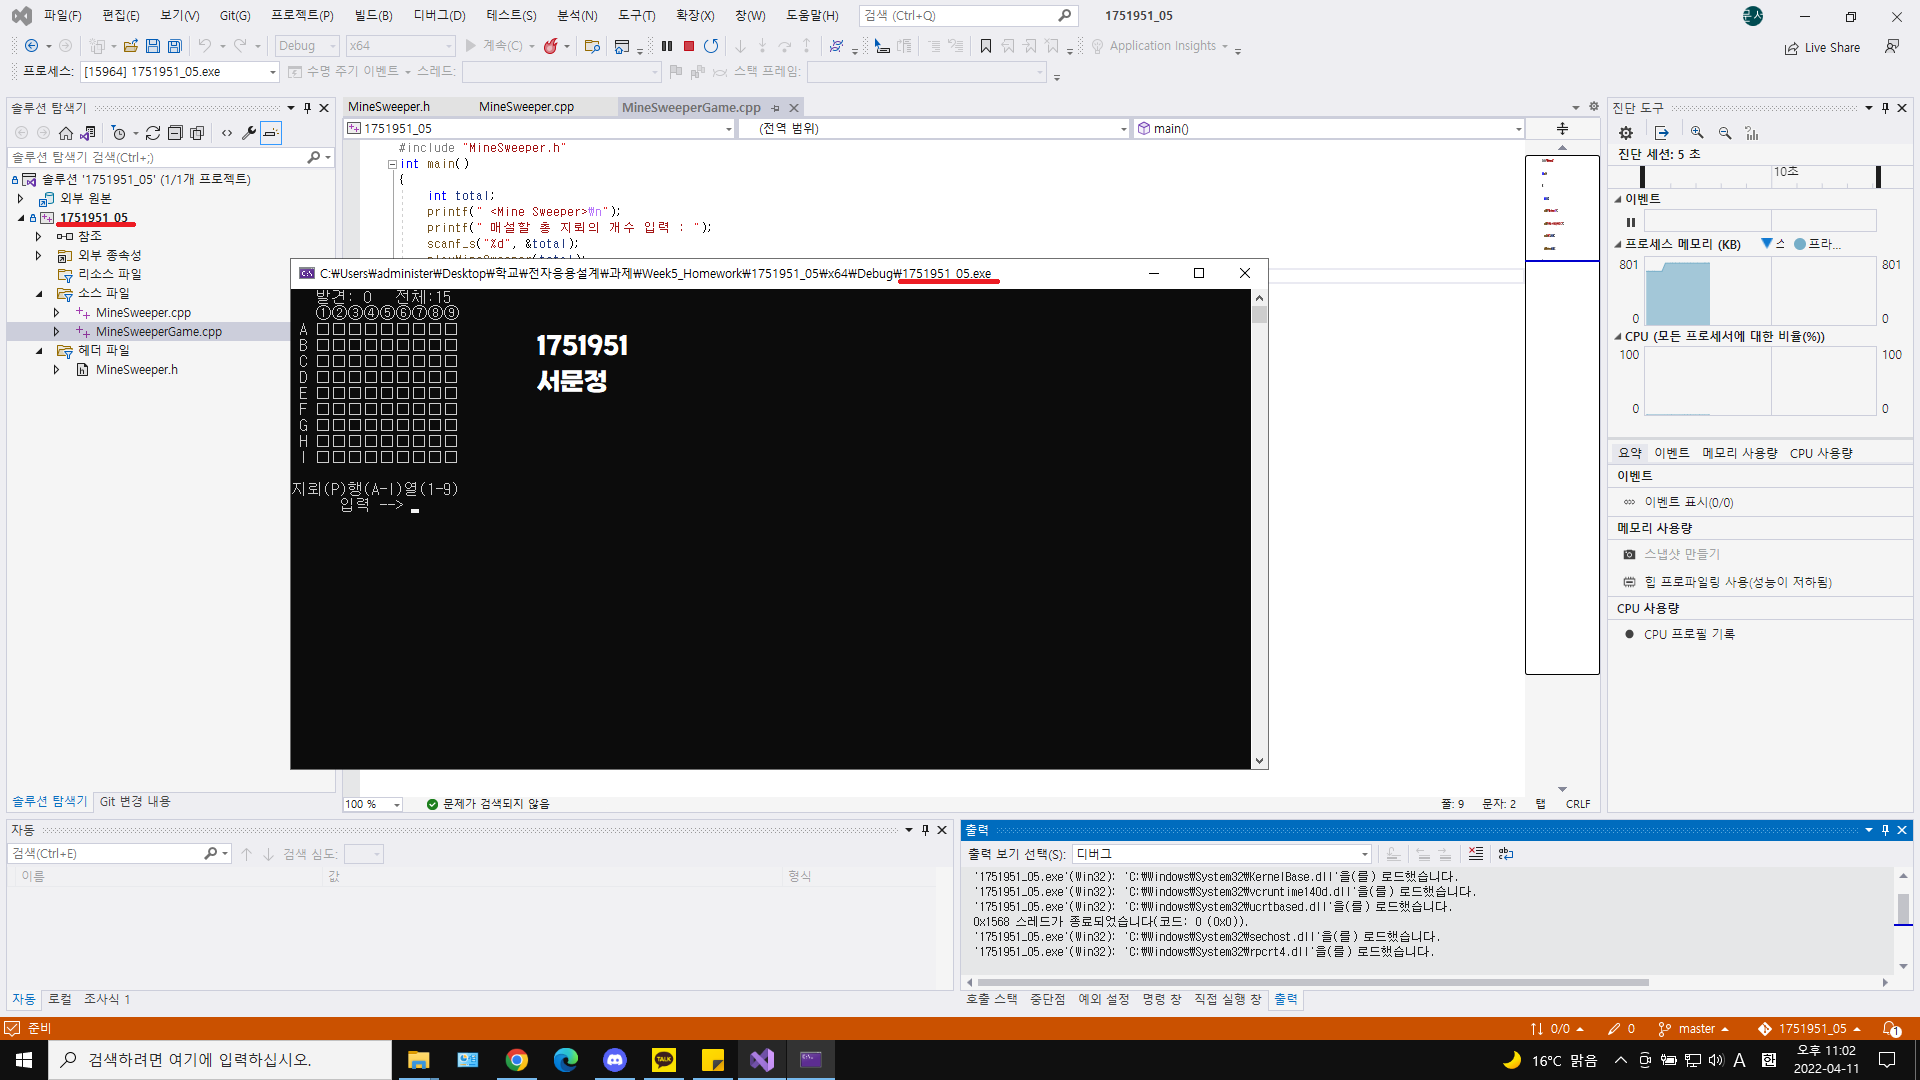 파일(F) 편집(E) 보기(V) Git(G) 프로젝트(P) 빌드(B) 디버그(D) 테스트(S) 분석(N) 도구(T) 확장(X) 창(W) 도움말(H) 검색 (Ctrl+Q) 1751951_05 문서
Debug x64 계속(C) Application Insights Live Share
프로세스: [15964] 1751951_05.exe 수명 주기 이벤트 스레드: 스택 프레임:
솔루션 탐색기
솔루션 탐색기 검색(Ctrl+;)
솔루션 '1751951_05' (1/1개 프로젝트)
외부 원본
1751951_05
참조
외부 종속성
리소스 파일
소스 파일
MineSweeper.cpp
MineSweeperGame.cpp
헤더 파일
MineSweeper.h
솔루션 탐색기 Git 변경 내용
MineSweeper.h MineSweeper.cpp MineSweeperGame.cpp
1751951_05 (전역 범위) main()
#include "MineSweeper.h"
int main()
{
int total;
printf(" <Mine Sweeper>₩n");
printf(" 매설할 총 지뢰의 개수 입력 : ");
scanf_s("%d", &total);
playMineSweeper(total);
C:₩Users₩administer₩Desktop₩학교₩전자응용설계₩과제₩Week5_Homework₩1751951_05₩x64₩Debug₩1751951_05.exe
발견: 0 전체:15
①②③④⑤⑥⑦⑧⑨
A □□□□□□□□□
B □□□□□□□□□
C □□□□□□□□□
D □□□□□□□□□
E □□□□□□□□□
F □□□□□□□□□
G □□□□□□□□□
H □□□□□□□□□
I □□□□□□□□□
지뢰(P)행(A-I)열(1-9)
입력 -->
1751951
서문정
100 % 문제가 검색되지 않음 줄: 9 문자: 2 탭 CRLF
진단 도구
진단 세션: 5 초
10초
이벤트
프로세스 메모리 (KB) 스 프라...
801 801
0 0
CPU (모든 프로세서에 대한 비율(%))
100 100
0 0
요약 이벤트 메모리 사용량 CPU 사용량
이벤트
이벤트 표시(0/0)
메모리 사용량
스냅샷 만들기
힙 프로파일링 사용(성능이 저하됨)
CPU 사용량
CPU 프로필 기록
자동
검색(Ctrl+E) 검색 심도:
이름 값 형식
자동 로컬 조사식 1
출력
출력 보기 선택(S): 디버그
'1751951_05.exe'(Win32): 'C:₩Windows₩System32₩KernelBase.dll'을(를) 로드했습니다.
'1751951_05.exe'(Win32): 'C:₩Windows₩System32₩vcruntime140d.dll'을(를) 로드했습니다.
'1751951_05.exe'(Win32): 'C:₩Windows₩System32₩ucrtbased.dll'을(를) 로드했습니다.
0x1568 스레드가 종료되었습니다(코드: 0 (0x0)).
'1751951_05.exe'(Win32): 'C:₩Windows₩System32₩sechost.dll'을(를) 로드했습니다.
'1751951_05.exe'(Win32): 'C:₩Windows₩System32₩rpcrt4.dll'을(를) 로드했습니다.
호출 스택 중단점 예외 설정 명령 창 직접 실행 창 출력
준비 0/0 0 master 1751951_05 1
검색하려면 여기에 입력하십시오. TALK 16°C 맑음 A 한 오후 11:02
2022-04-11